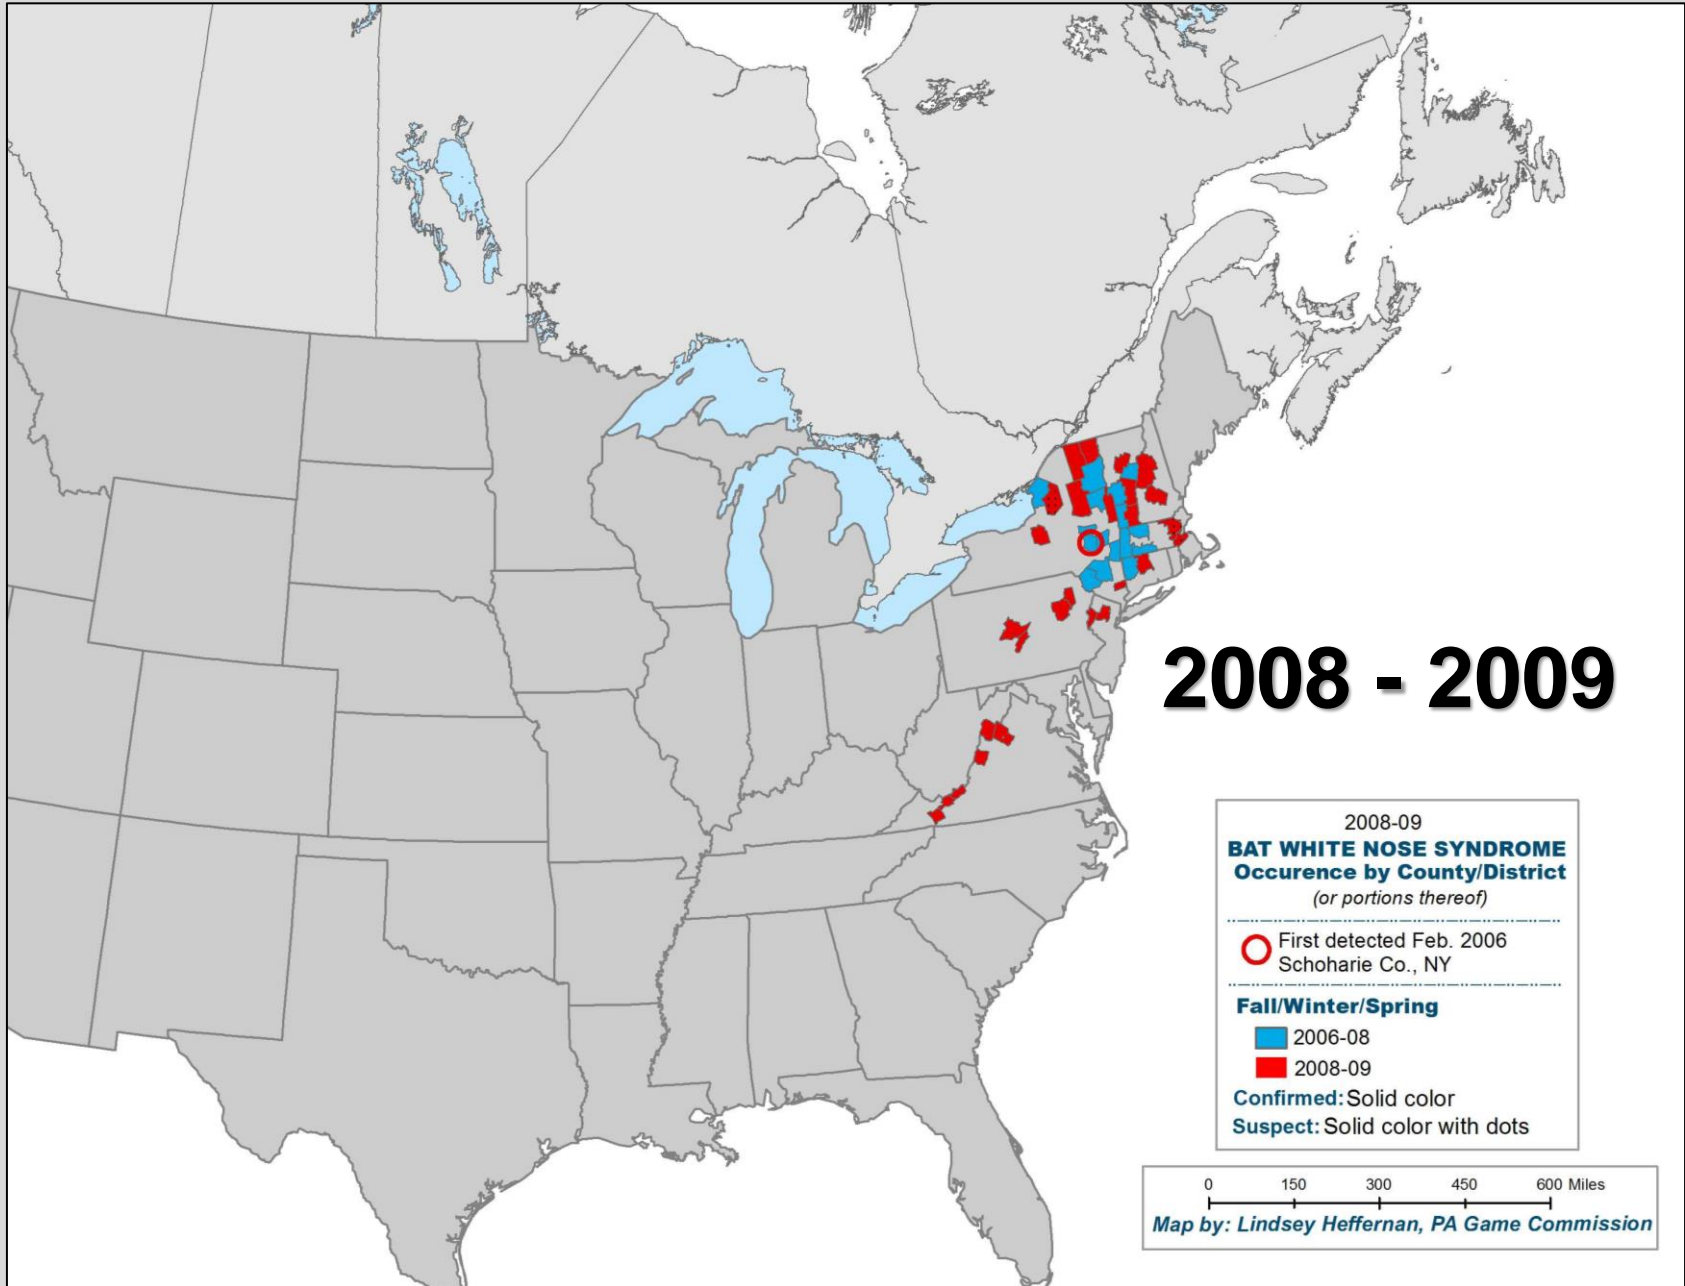 2008 - 2009
2008-09
BAT WHITE NOSE SYNDROME
Occurence by County/District
(or portions thereof)
First detected Feb. 2006
Schoharie Co., NY
Fall/Winter/Spring
2006-08
2008-09
Confirmed: Solid color
Suspect: Solid color with dots
0 150 300 450 600 Miles
Map by: Lindsey Heffernan, PA Game Commission